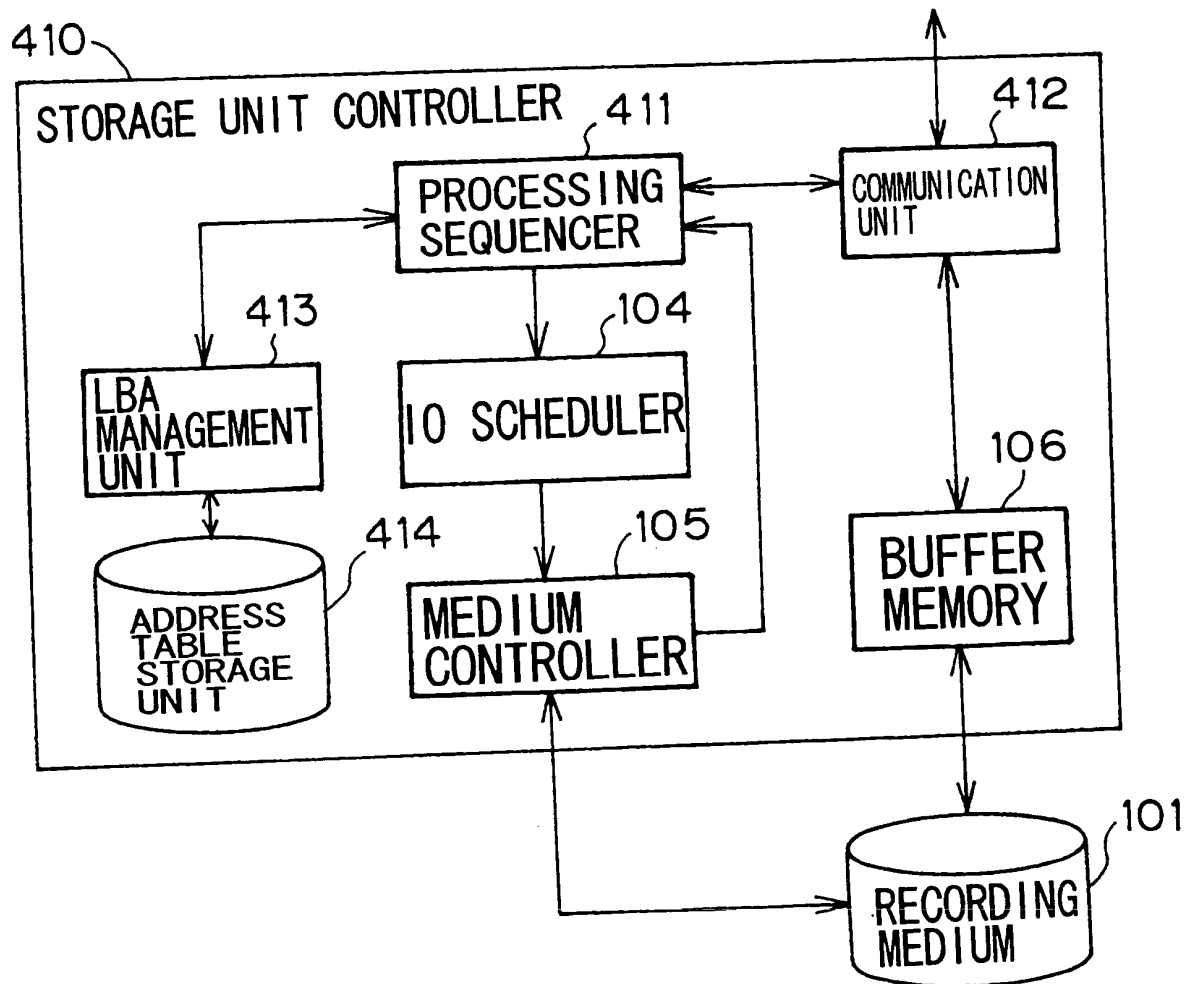 410
STORAGE UNIT CONTROLLER
411
412
PROCESSING
SEQUENCER
COMMUNICATION
UNIT
413
104
LBA
MANAGEMENT
UNIT
IO SCHEDULER
106
414
105
BUFFER
MEMORY
ADDRESS
TABLE
STORAGE
UNIT
MEDIUM
CONTROLLER
101
RECORDING
MEDIUM